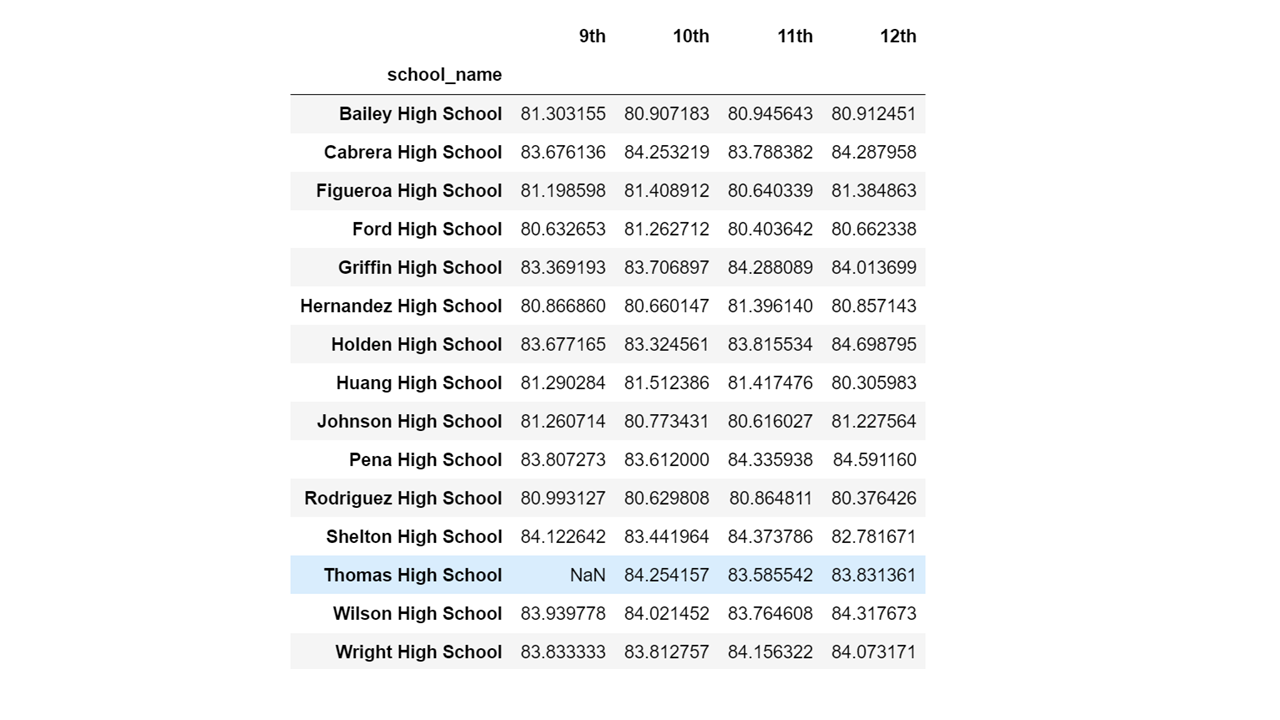 9th 10th 11th 12th
school_name
Bailey High School 81.303155 80.907183 80.945643 80.912451
Cabrera High School 83.676136 84.253219 83.788382 84.287958
Figueroa High School 81.198598 81.408912 80.640339 81.384863
Ford High School 80.632653 81.262712 80.403642 80.662338
Griffin High School 83.369193 83.706897 84.288089 84.013699
Hernandez High School 80.866860 80.660147 81.396140 80.857143
Holden High School 83.677165 83.324561 83.815534 84.698795
Huang High School 81.290284 81.512386 81.417476 80.305983
Johnson High School 81.260714 80.773431 80.616027 81.227564
Pena High School 83.807273 83.612000 84.335938 84.591160
Rodriguez High School 80.993127 80.629808 80.864811 80.376426
Shelton High School 84.122642 83.441964 84.373786 82.781671
Thomas High School NaN 84.254157 83.585542 83.831361
Wilson High School 83.939778 84.021452 83.764608 84.317673
Wright High School 83.833333 83.812757 84.156322 84.073171